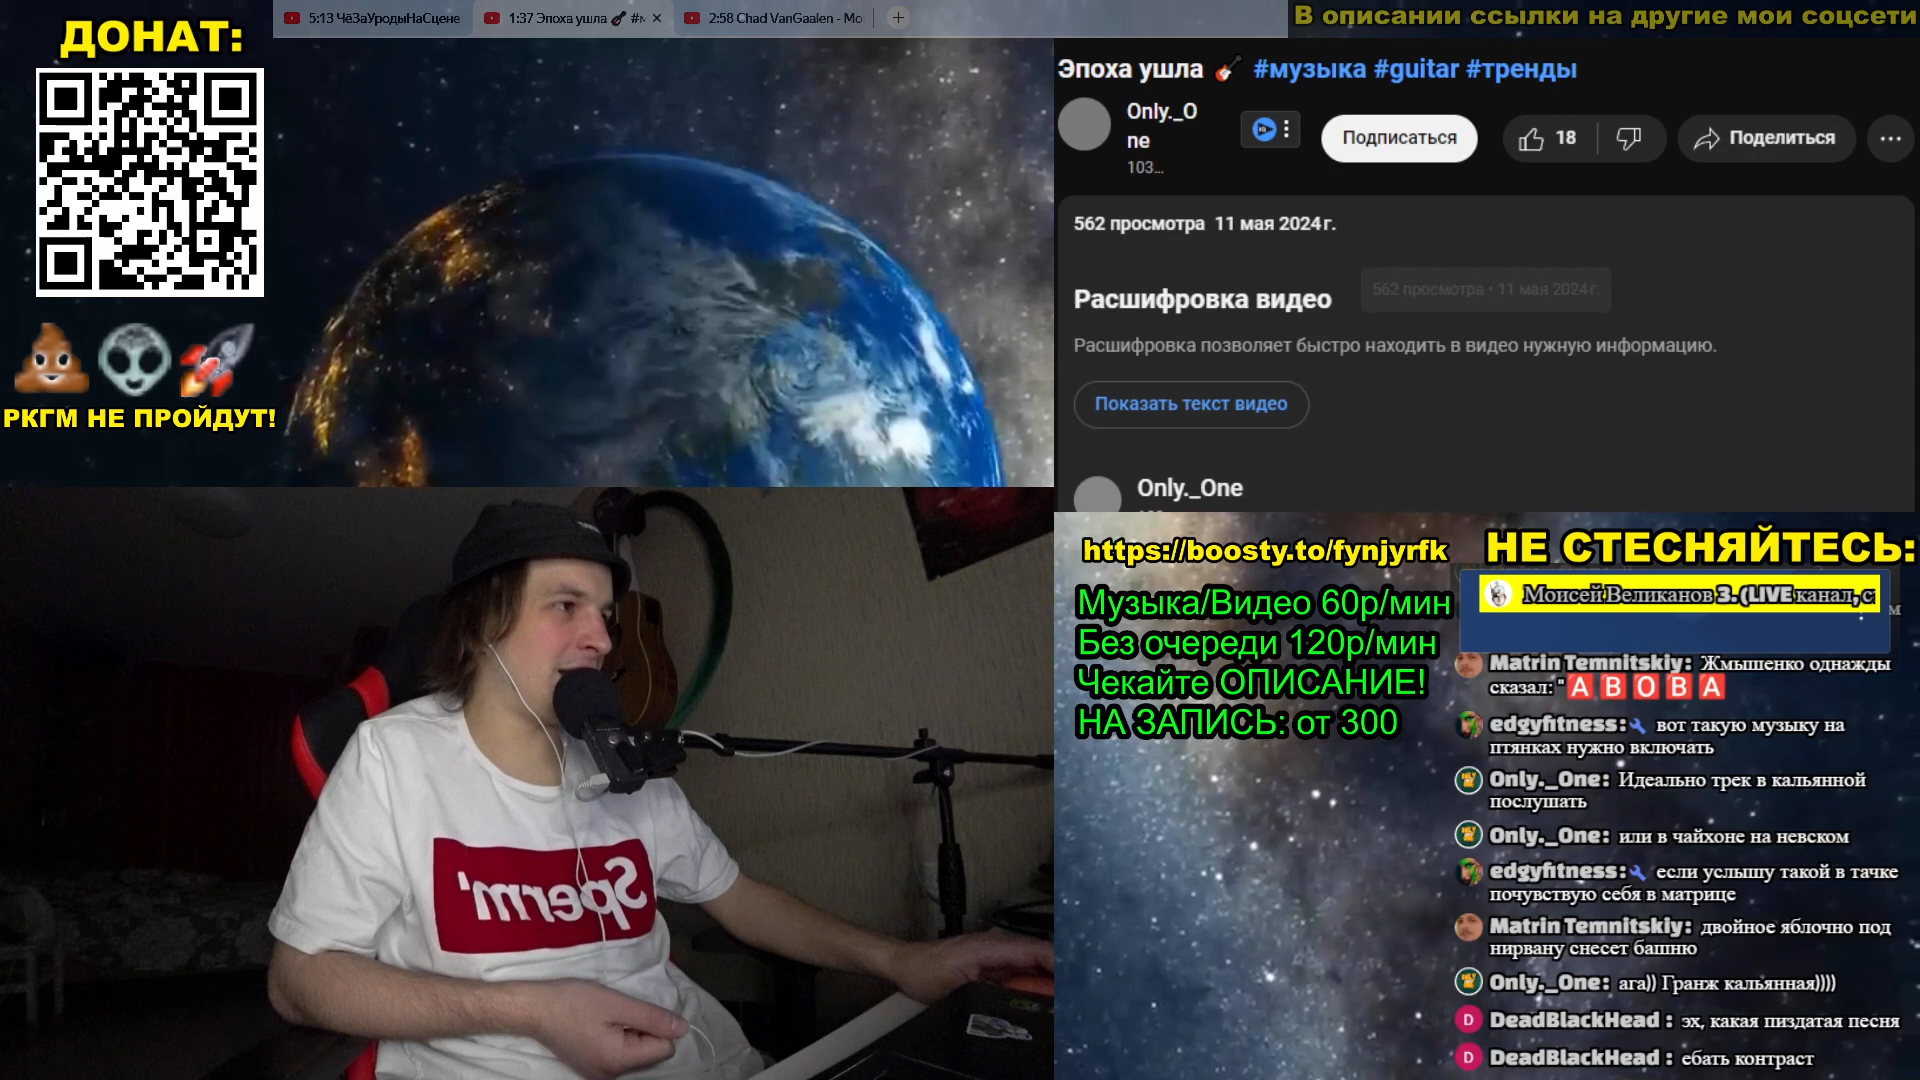 ДОНАТ:
РКГМ НЕ ПРОЙДУТ!
5:13 ЧёЗаУродыНаСцене
1:37 Эпоха ушла 🎸 #м
2:58 Chad VanGaalen - Mo
В описании ссылки на другие мои соцсети
Эпоха ушла 🎸 #музыка #guitar #тренды
Only._O
ne
103...
Подписаться
18
Поделиться
562 просмотра 11 мая 2024 г.
562 просмотра • 11 мая 2024 г.
Расшифровка видео
Расшифровка позволяет быстро находить в видео нужную информацию.
Показать текст видео
Only._One
Sperm'
https://boosty.to/fynjyrfk
Музыка/Видео 60р/мин
Без очереди 120р/мин
Чекайте ОПИСАНИЕ!
НА ЗАПИСЬ: от 300
НЕ СТЕСНЯЙТЕСЬ:
Моисей Великанов 3. (LIVE канал, с
м
Matrin Temnitskiy: Жмышенко однажды
сказал: "АВОВА
edgyfitness: вот такую музыку на
птянках нужно включать
Only._One: Идеально трек в кальянной
послушать
Only._One: или в чайхоне на невском
edgyfitness: если услышу такой в тачке
почувствую себя в матрице
Matrin Temnitskiy: двойное яблочно под
нирвану снесет башню
Only._One: ага)) Гранж кальянная))))
D DeadBlackHead : эх, какая пиздатая песня
D DeadBlackHead : ебать контраст